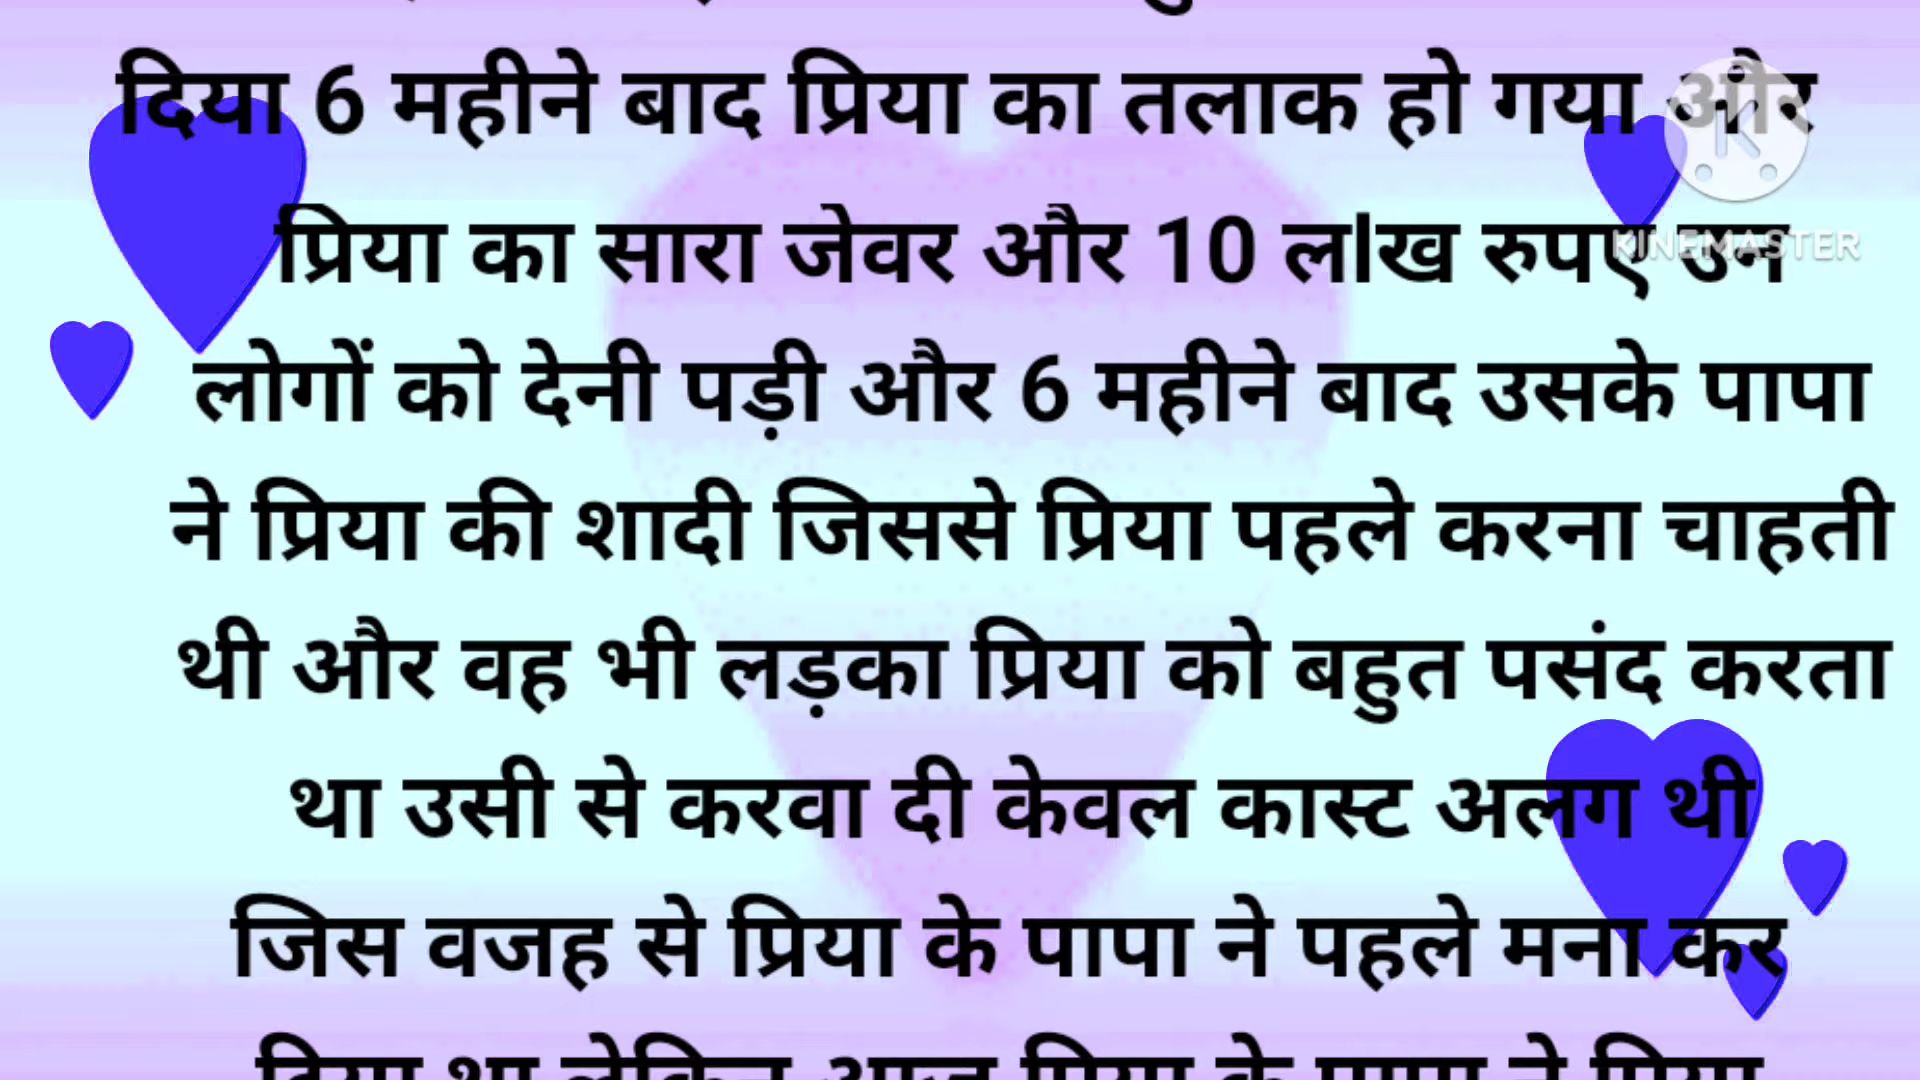 दिया 6 महीने बाद प्रिया का तलाक हो गया और
प्रिया का सारा जेवर और 10 लाख रुपए उन
लोगों को देनी पड़ी और 6 महीने बाद उसके पापा
ने प्रिया की शादी जिससे प्रिया पहले करना चाहती
थी और वह भी लड़का प्रिया को बहुत पसंद करता
था उसी से करवा दी केवल कास्ट अलग थी
जिस वजह से प्रिया के पापा ने पहले मना कर
दिया था लेकिन आज प्रिया के पापा ने प्रिया
KINEMASTER